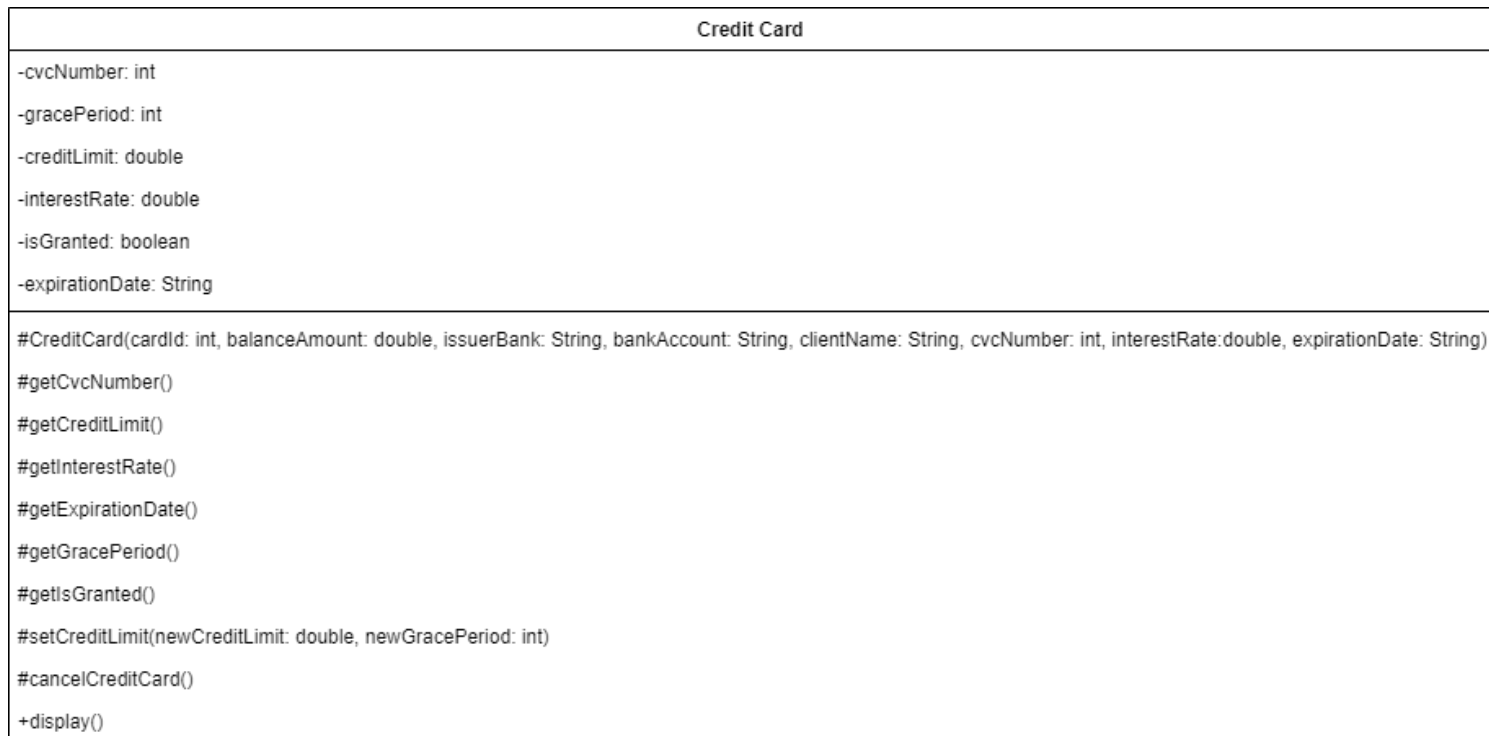 Credit Card
-cvcNumber: int
-gracePeriod: int
-creditLimit: double
-interestRate: double
-isGranted: boolean
-expirationDate: String
#CreditCard(cardId: int, balanceAmount: double, issuerBank: String, bankAccount: String, clientName: String, cvcNumber: int, interestRate:double, expirationDate: String)
#getCvcNumber()
#getCreditLimit()
#getInterestRate()
#getExpirationDate()
#getGracePeriod()
#getIsGranted()
#setCreditLimit(newCreditLimit: double, newGracePeriod: int)
#cancelCreditCard()
+display()